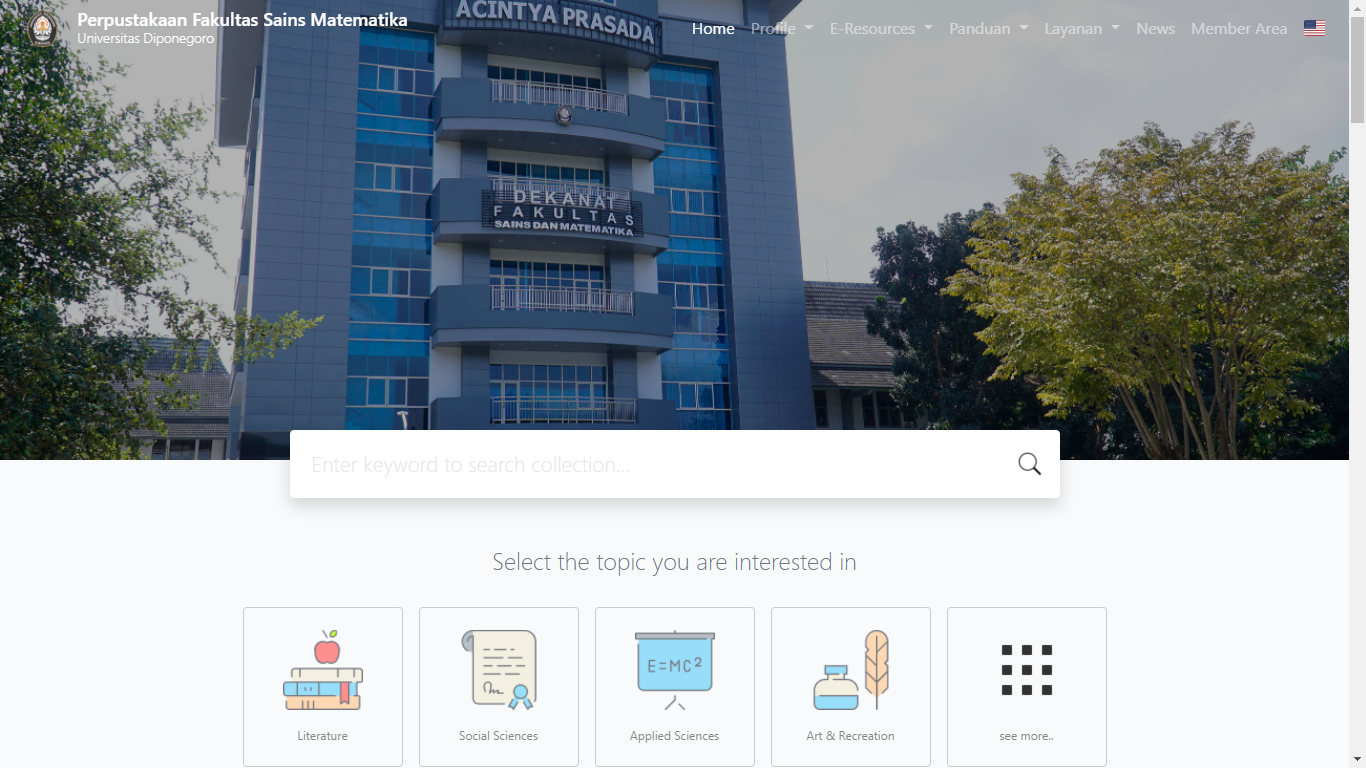 Perpustakaan Fakultas Sains Matematika
Universitas Diponegoro
Home Profile E-Resources Panduan Layanan News Member Area
ACINTYA PRASADA
DEKANAT
FAKULTAS
SAINS DAN MATEMATIKA
Enter keyword to search collection...
Select the topic you are interested in
E=MC²
Literature
Social Sciences
Applied Sciences
Art & Recreation
see more..